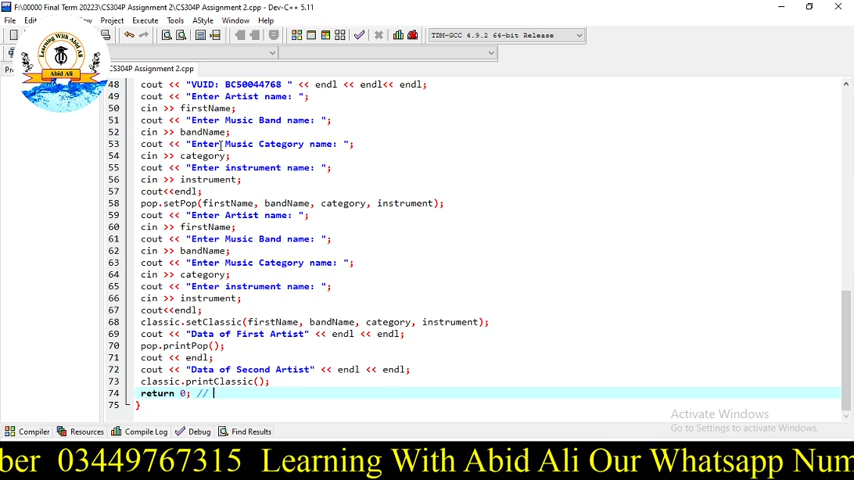 F:\00000 Final Term 20223\CS304P Assignment 2\CS304P Assignment 2.cpp - Dev-C++ 5.11
File Project Execute Tools AStyle Window Help
TDM-GCC 4.9.2 64-bit Release
CS304P Assignment 2.cpp
48 cout << "VUID: BC50044768 " << endl << endl<< endl;
49 cout << "Enter Artist name: ";
50 cin >> firstName;
51 cout << "Enter Music Band name: ";
52 cin >> bandName;
53 cout << "Enter Music Category name: ";
54 cin >> category;
55 cout << "Enter instrument name: ";
56 cin >> instrument;
57 cout<<endl;
58 pop.setPop(firstName, bandName, category, instrument);
59 cout << "Enter Artist name: ";
60 cin >> firstName;
61 cout << "Enter Music Band name: ";
62 cin >> bandName;
63 cout << "Enter Music Category name: ";
64 cin >> category;
65 cout << "Enter instrument name: ";
66 cin >> instrument;
67 cout<<endl;
68 classic.setClassic(firstName, bandName, category, instrument);
69 cout << "Data of First Artist" << endl << endl;
70 pop.printPop();
71 cout << endl;
72 cout << "Data of Second Artist" << endl << endl;
73 classic.printClassic();
74 return 0; //
75 }
Learning With Abid Ali
Abid Ali
Activate Windows
Go to Settings to activate Windows.
Compiler Resources Compile Log Debug Find Results
ber 03449767315 Learning With Abid Ali Our Whatsapp Num